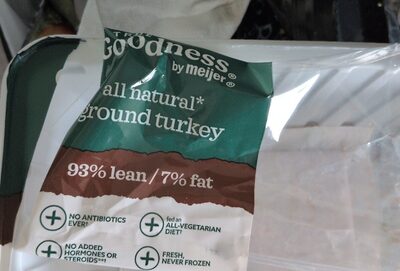 TRUE
Goodness
by meijer®
all natural*
ground turkey
93% lean / 7% fat
NO ANTIBIOTICS
EVER
fed an
ALL-VEGETARIAN
DIET
NO ADDED
HORMONES OR
STEROIDS***
FRESH,
NEVER FROZEN